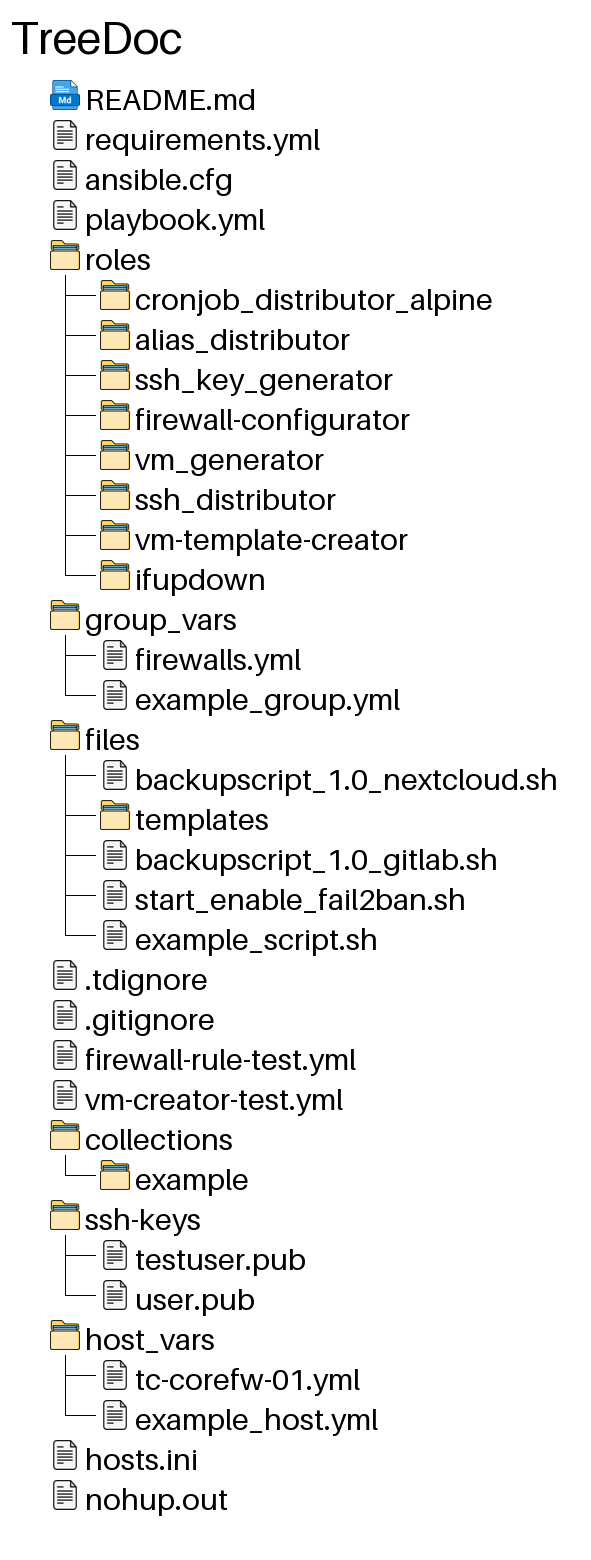 TreeDoc
Md README.md
requirements.yml
ansible.cfg
playbook.yml
roles
cronjob_distributor_alpine
alias_distributor
ssh_key_generator
firewall-configurator
vm_generator
ssh_distributor
vm-template-creator
ifupdown
group_vars
firewalls.yml
example_group.yml
files
backupscript_1.0_nextcloud.sh
templates
backupscript_1.0_gitlab.sh
start_enable_fail2ban.sh
example_script.sh
.tdignore
.gitignore
firewall-rule-test.yml
vm-creator-test.yml
collections
example
ssh-keys
testuser.pub
user.pub
host_vars
tc-corefw-01.yml
example_host.yml
hosts.ini
nohup.out